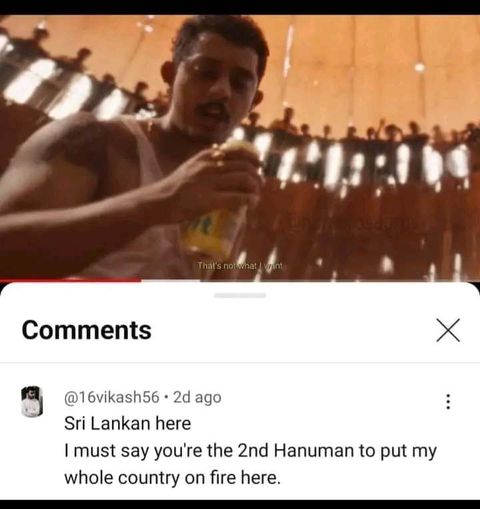 That's not what I want
Comments
@16vikash56 • 2d ago
Sri Lankan here
I must say you're the 2nd Hanuman to put my
whole country on fire here.